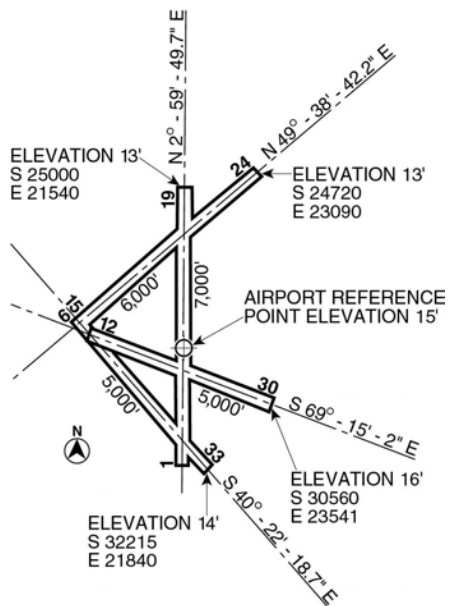 N 2° - 59' - 49.7" E
N 49° - 38' - 42.2" E
ELEVATION 13'
S 25000
E 21540
19
24
ELEVATION 13'
S 24720
E 23090
6,000'
7,000'
15
6
12
AIRPORT REFERENCE
POINT ELEVATION 15'
30
5,000'
5,000'
S 69° - 15' - 2" E
N
1
33
ELEVATION 16'
S 30560
E 23541
ELEVATION 14'
S 32215
E 21840
S 40° - 22' - 18.7" E